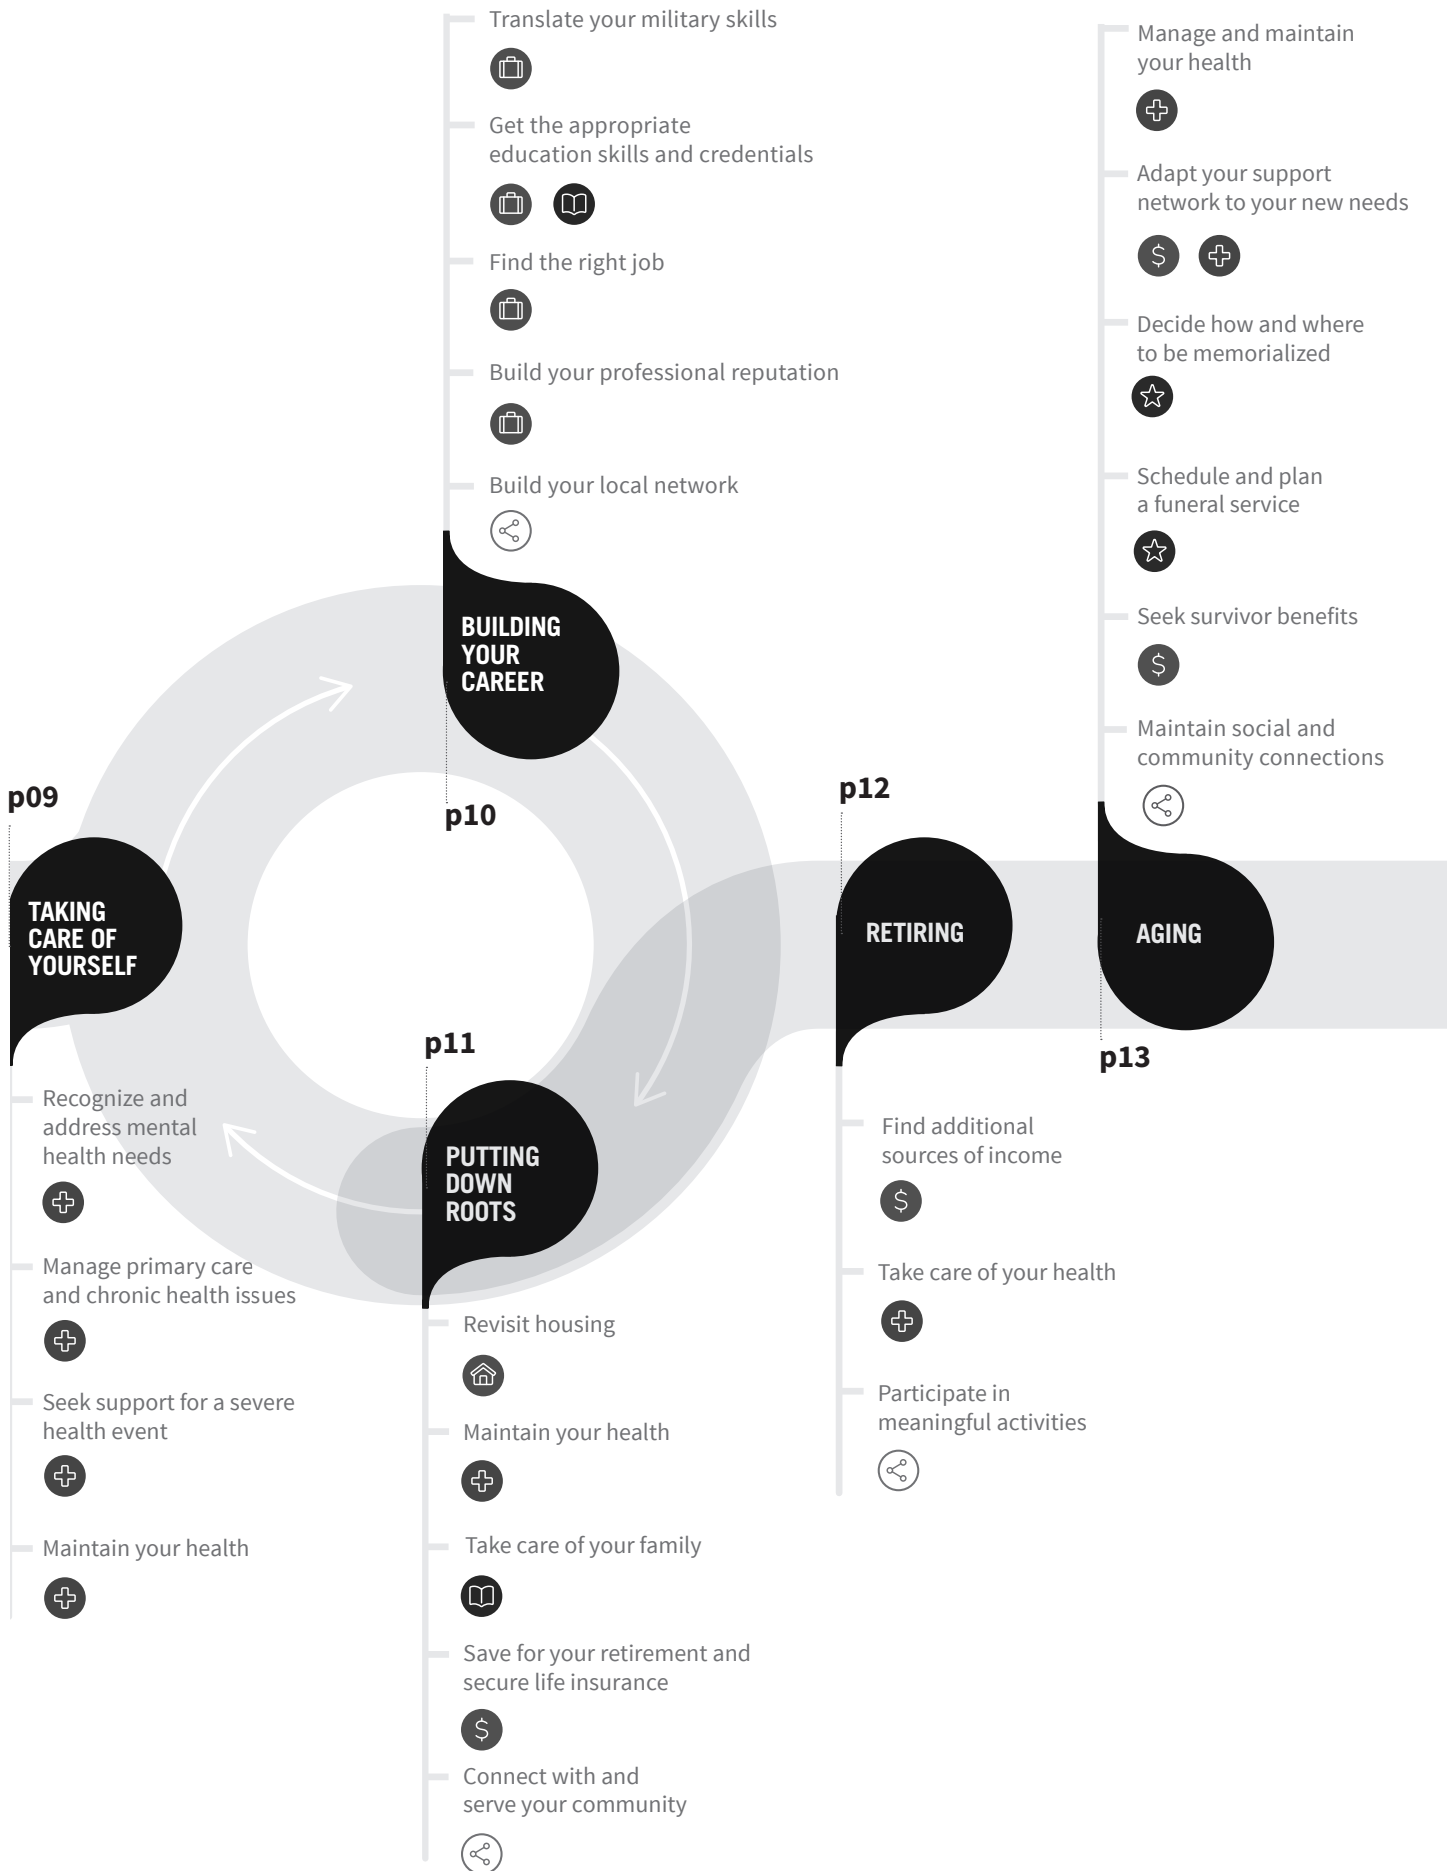 Translate your military skills
Get the appropriate
education skills and credentials
Find the right job
Build your professional reputation
Build your local network
BUILDING
YOUR
CAREER
p10
Manage and maintain
your health
Adapt your support
network to your new needs
$
Decide how and where
to be memorialized
Schedule and plan
a funeral service
Seek survivor benefits
$
Maintain social and
community connections
AGING
p13
p09
TAKING
CARE OF
YOURSELF
Recognize and
address mental
health needs
Manage primary care
and chronic health issues
Seek support for a severe
health event
Maintain your health
p11
PUTTING
DOWN
ROOTS
Revisit housing
Maintain your health
Take care of your family
Save for your retirement and
secure life insurance
$
Connect with and
serve your community
p12
RETIRING
Find additional
sources of income
$
Take care of your health
Participate in
meaningful activities